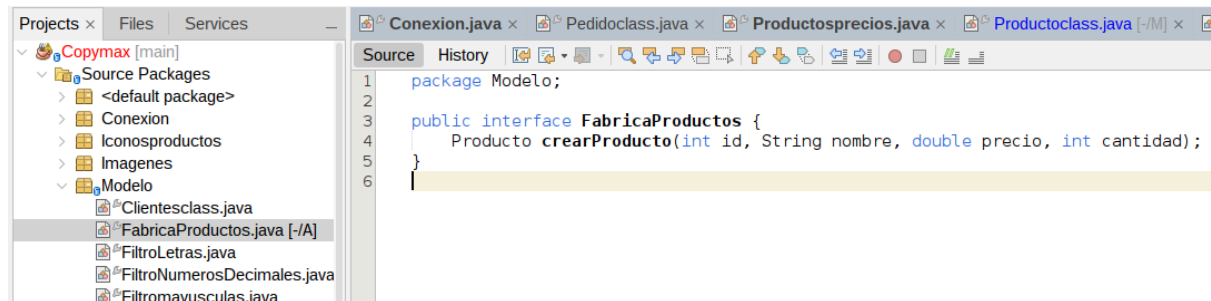 Projects × Files Services
Conexion.java × Pedidoclass.java × Productosprecios.java × Productoclass.java [-/M] ×
Copymax [main]
Source Packages
<default package>
Conexion
Iconosproductos
Imagenes
Modelo
Clientesclass.java
FabricaProductos.java [-/A]
FiltroLetras.java
FiltroNumerosDecimales.java
Filtromayusculas.java
Source History
1 package Modelo;
2
3 public interface FabricaProductos {
4 Producto crearProducto(int id, String nombre, double precio, int cantidad);
5 }
6